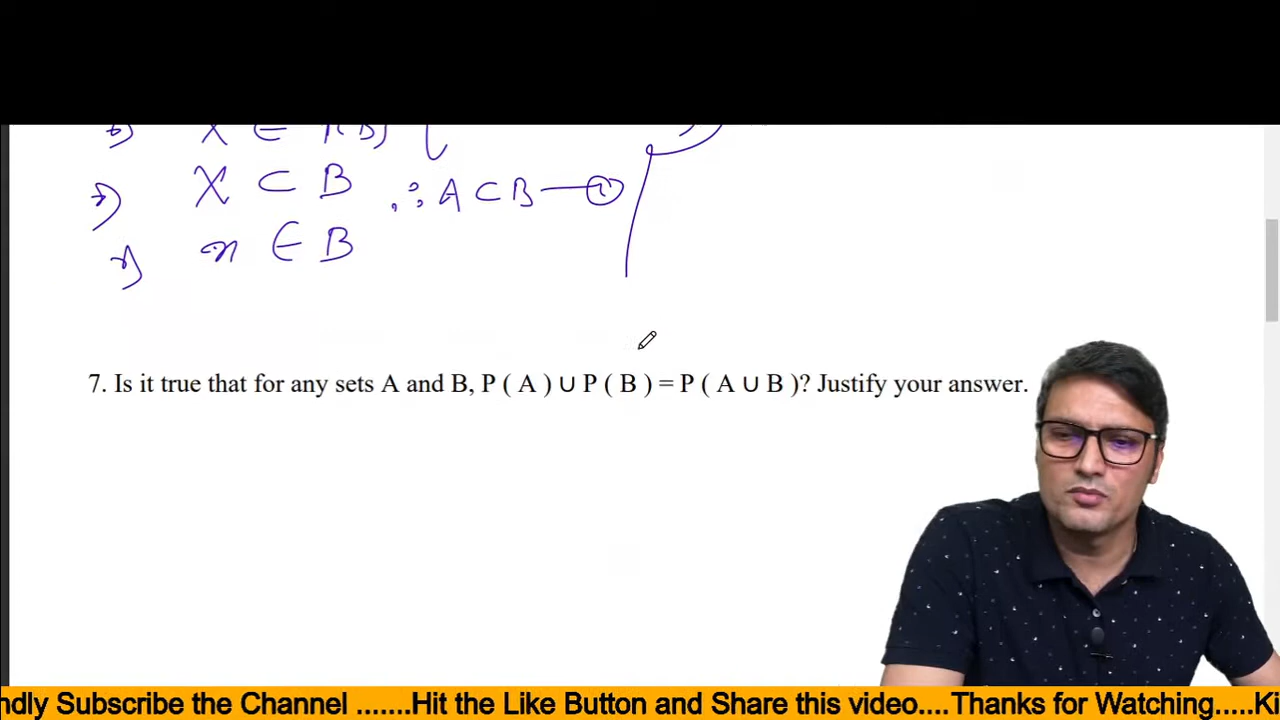 X ⊂ B ∴ A ⊂ B
∈ B
7. Is it true that for any sets A and B, P ( A ) ∪ P ( B ) = P ( A ∪ B )? Justify your answer.
ndly Subscribe the Channel .......Hit the Like Button and Share this video....Thanks for Watching.....Ki